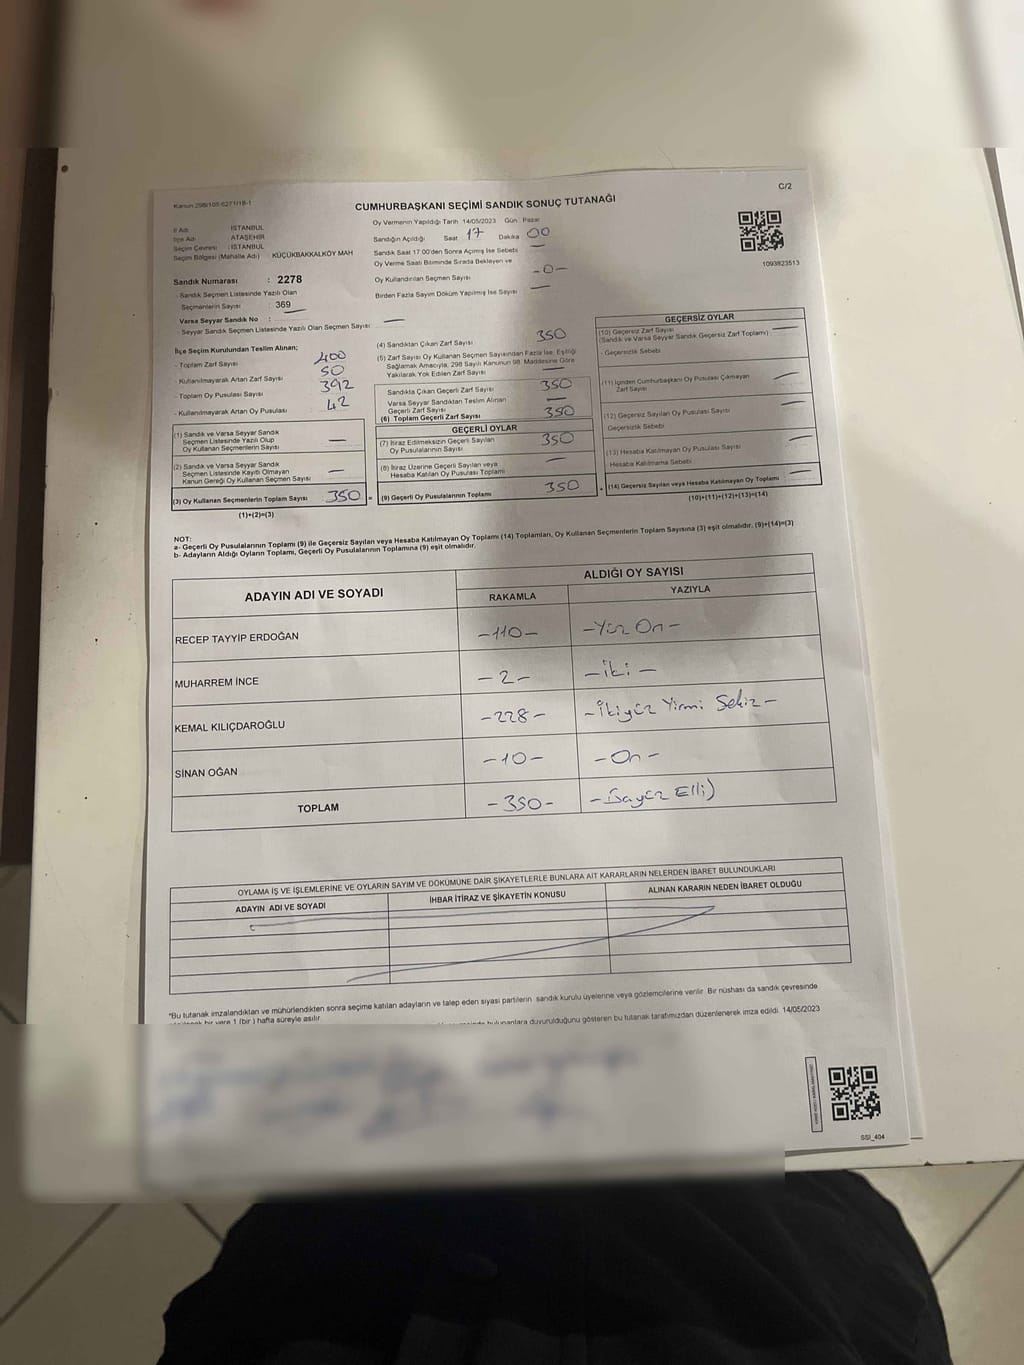 Kanun 298/105-6271/18-1
C/2
CUMHURBAŞKANI SEÇİMİ SANDIK SONUÇ TUTANAĞI
İl Adı : İSTANBUL
İlçe Adı : ATAŞEHİR
Seçim Çevresi : İSTANBUL
Seçim Bölgesi (Mahalle Adı) : KÜÇÜKBAKKALKÖY MAH
Oy Vermenin Yapıldığı Tarih 14/05/2023 Gün Pazar
Sandığın Açıldığı Saat 17 Dakika 00
Sandık Saat 17:00'den Sonra Açımış İse Sebebi —
Oy Verme Saati Bitiminde Sırada Bekleyen ve
Oy Kullandırılan Seçmen Sayısı -0-
Birden Fazla Sayım Döküm Yapılmış İse Sayısı —
1093823513
Sandık Numarası : 2278
- Sandık Seçmen Listesinde Yazılı Olan
Seçmenlerin Sayısı : 369
Varsa Seyyar Sandık No : —
- Seyyar Sandık Seçmen Listesinde Yazılı Olan Seçmen Sayısı: —
İlçe Seçim Kurulundan Teslim Alınan;
- Toplam Zarf Sayısı 400
- Kullanılmayarak Artan Zarf Sayısı 50
- Toplam Oy Pusulası Sayısı 392
- Kullanılmayarak Artan Oy Pusulası 42
(1) Sandık ve Varsa Seyyar Sandık
Seçmen Listesinde Yazılı Olup
Oy Kullanan Seçmenlerin Sayısı —
(2) Sandık ve Varsa Seyyar Sandık
Seçmen Listesinde Kayıtlı Olmayan
Kanun Gereği Oy Kullanan Seçmen Sayısı —
(3) Oy Kullanan Seçmenlerin Toplam Sayısı 350 =
(1)+(2)=(3)
(4) Sandıktan Çıkan Zarf Sayısı 350
(5) Zarf Sayısı Oy Kullanan Seçmen Sayısından Fazla İse, Eşitliği
Sağlamak Amacıyla, 298 Sayılı Kanunun 98. Maddesine Göre
Yakılarak Yok Edilen Zarf Sayısı —
Sandıkta Çıkan Geçerli Zarf Sayısı 350
Varsa Seyyar Sandıktan Teslim Alınan
Geçerli Zarf Sayısı —
(6) Toplam Geçerli Zarf Sayısı 350
GEÇERLİ OYLAR
(7) İtiraz Edilmeksizin Geçerli Sayılan
Oy Pusulalarının Sayısı 350
(8) İtiraz Üzerine Geçerli Sayılan veya
Hesaba Katılan Oy Pusulası Toplamı —
(9) Geçerli Oy Pusulalarının Toplamı 350 +
GEÇERSİZ OYLAR
(10) Geçersiz Zarf Sayısı
(Sandık ve Varsa Seyyar Sandık Geçersiz Zarf Toplamı) —
- Geçersizlik Sebebi
(11) İçinden Cumhurbaşkanı Oy Pusulası Çıkmayan
Zarf Sayısı —
(12) Geçersiz Sayılan Oy Pusulası Sayısı —
Geçersizlik Sebebi
(13) Hesaba Katılmayan Oy Pusulası Sayısı —
Hesaba Katılmama Sebebi
(14) Geçersiz Sayılan veya Hesaba Katılmayan Oy Toplamı —
(10)+(11)+(12)+(13)=(14)
NOT:
a- Geçerli Oy Pusulalarının Toplamı (9) ile Geçersiz Sayılan veya Hesaba Katılmayan Oy Toplamı (14) Toplamları, Oy Kullanan Seçmenlerin Toplam Sayısına (3) eşit olmalıdır. (9)+(14)=(3)
b- Adayların Aldığı Oyların Toplamı, Geçerli Oy Pusulalarının Toplamına (9) eşit olmalıdır.
ADAYIN ADI VE SOYADI
ALDIĞI OY SAYISI
RAKAMLA YAZIYLA
RECEP TAYYİP ERDOĞAN -110- -Yüz On-
MUHARREM İNCE -2- -İki-
KEMAL KILIÇDAROĞLU -228- -İkiyüz Yirmi Sekiz-
SİNAN OĞAN -10- -On-
TOPLAM -350- -Üçyüz Elli)
OYLAMA İŞ VE İŞLEMLERİNE VE OYLARIN SAYIM VE DÖKÜMÜNE DAİR ŞİKAYETLERLE BUNLARA AİT KARARLARIN NELERDEN İBARET BULUNDUKLARI
ADAYIN ADI VE SOYADI İHBAR İTİRAZ VE ŞİKAYETİN KONUSU ALINAN KARARIN NEDEN İBARET OLDUĞU
*Bu tutanak imzalandıktan ve mühürlendikten sonra seçime katılan adayların ve talep eden siyasi partilerin sandık kurulu üyelerine veya gözlemcilerine verilir. Bir nüshası da sandık çevresinde
bir yere 1 (bir ) hafta süreyle asılır. bulunanlara duyurulduğunu gösteren bu tutanak tarafımızdan düzenlenerek imza edildi. 14/05/2023
SSI_404